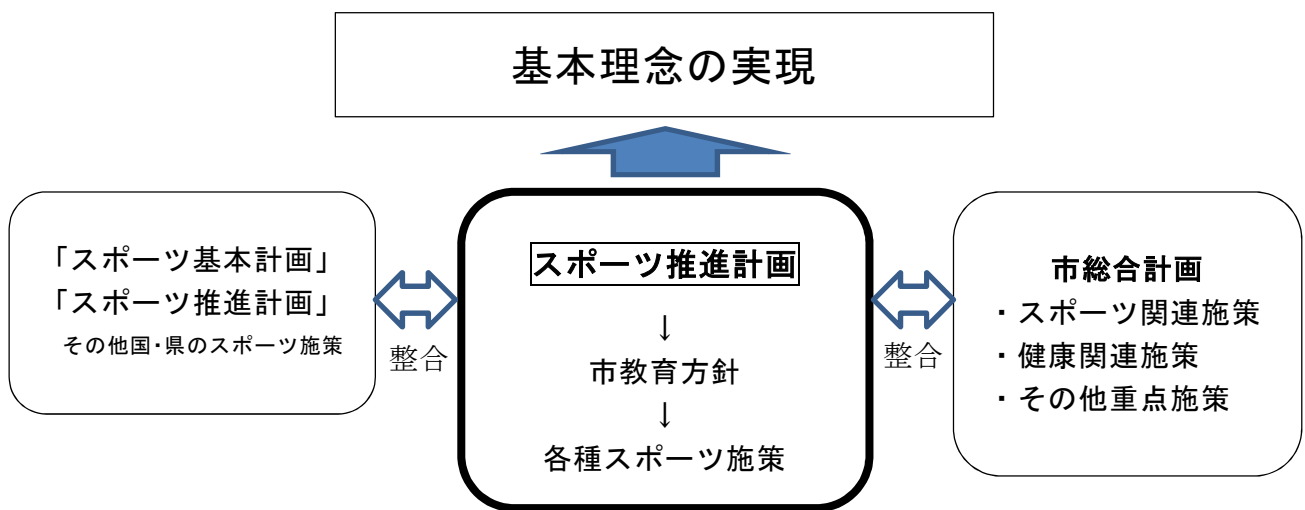 基本理念の実現
「スポーツ基本計画」
「スポーツ推進計画」
その他国・県のスポーツ施策
整合
スポーツ推進計画
↓
市教育方針
↓
各種スポーツ施策
整合
市総合計画
・スポーツ関連施策
・健康関連施策
・その他重点施策